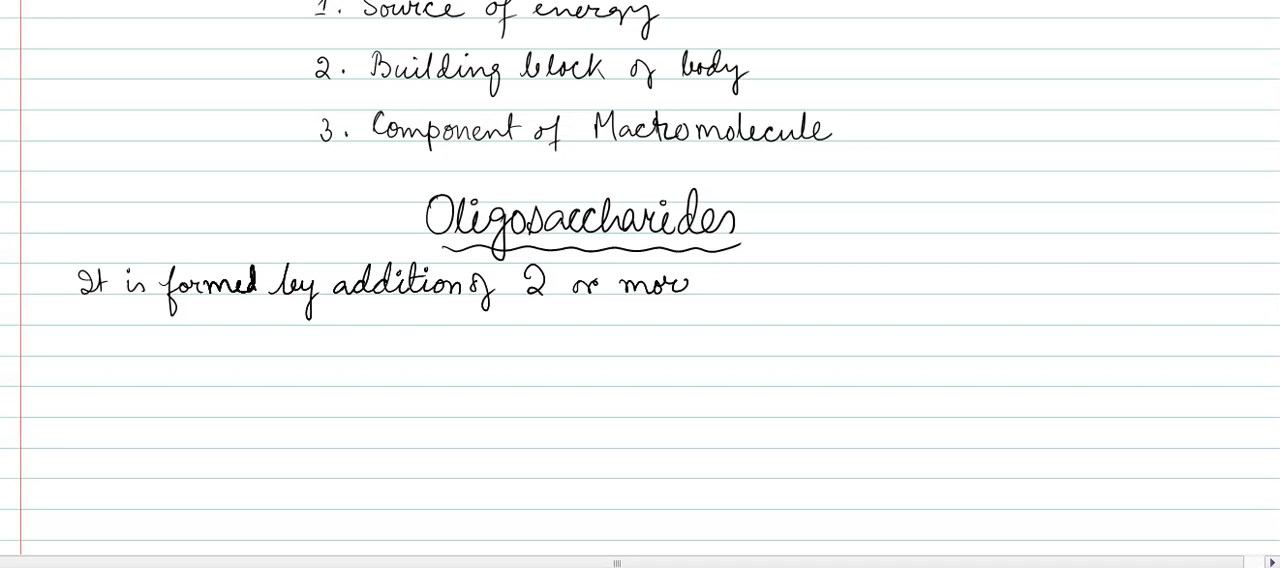 1. Source of energy
2. Building block of body
3. Component of Macromolecule
Oligosaccharides
It is formed by addition of 2 or mor